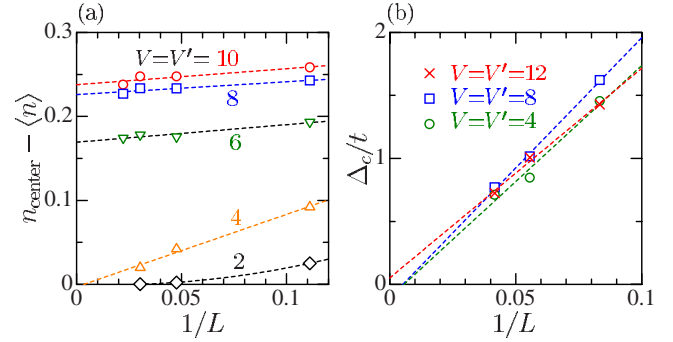 (a)
(b)
0.3
0.2
0.1
0
n_center − ⟨n⟩
V=V′= 10
8
6
4
2
0
0.05
0.1
1/L
2
1
0
Δ_c/t
V=V′=12
V=V′=8
V=V′=4
0
0.05
0.1
1/L